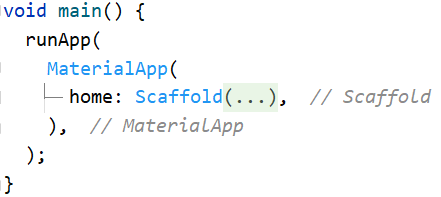 void main() {
  runApp(
    MaterialApp(
      home: Scaffold(...),  // Scaffold
    ),  // MaterialApp
  );
}